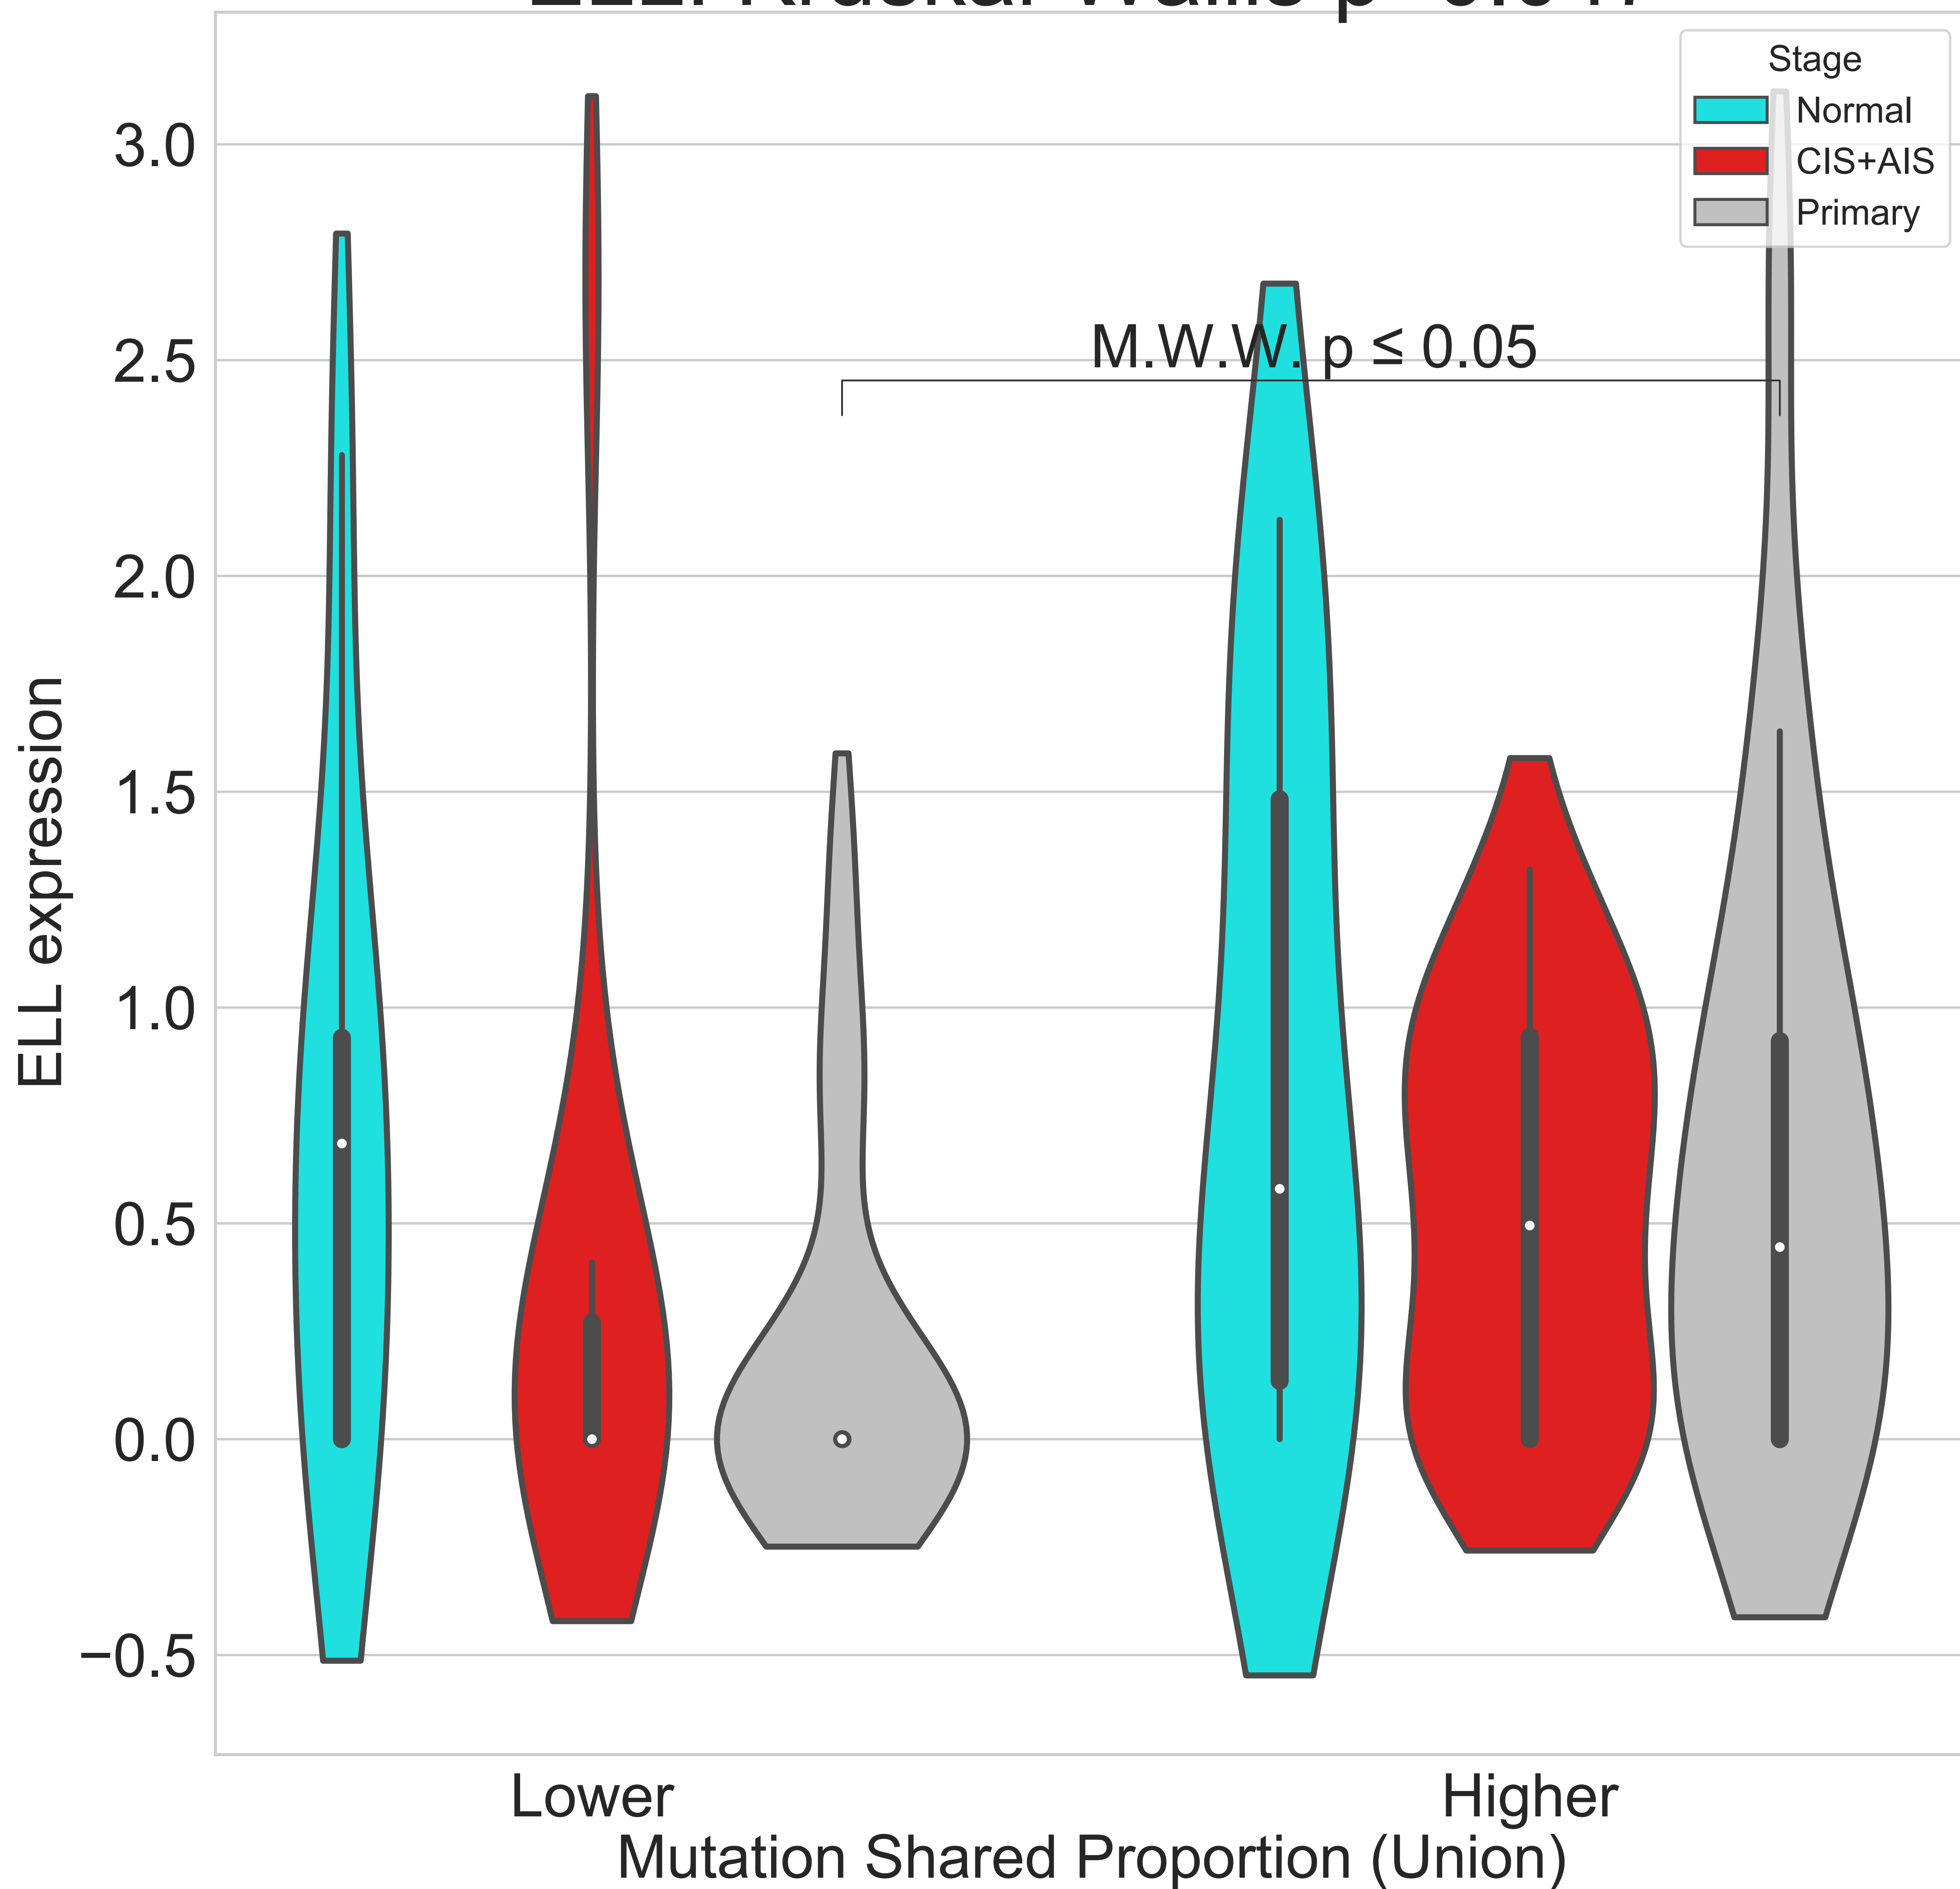 Stage
Normal
CIS+AIS
Primary
3.0
2.5
2.0
1.5
1.0
0.5
0.0
−0.5
M.W.W. p ≤ 0.05
ELL expression
Lower
Higher
Mutation Shared Proportion (Union)